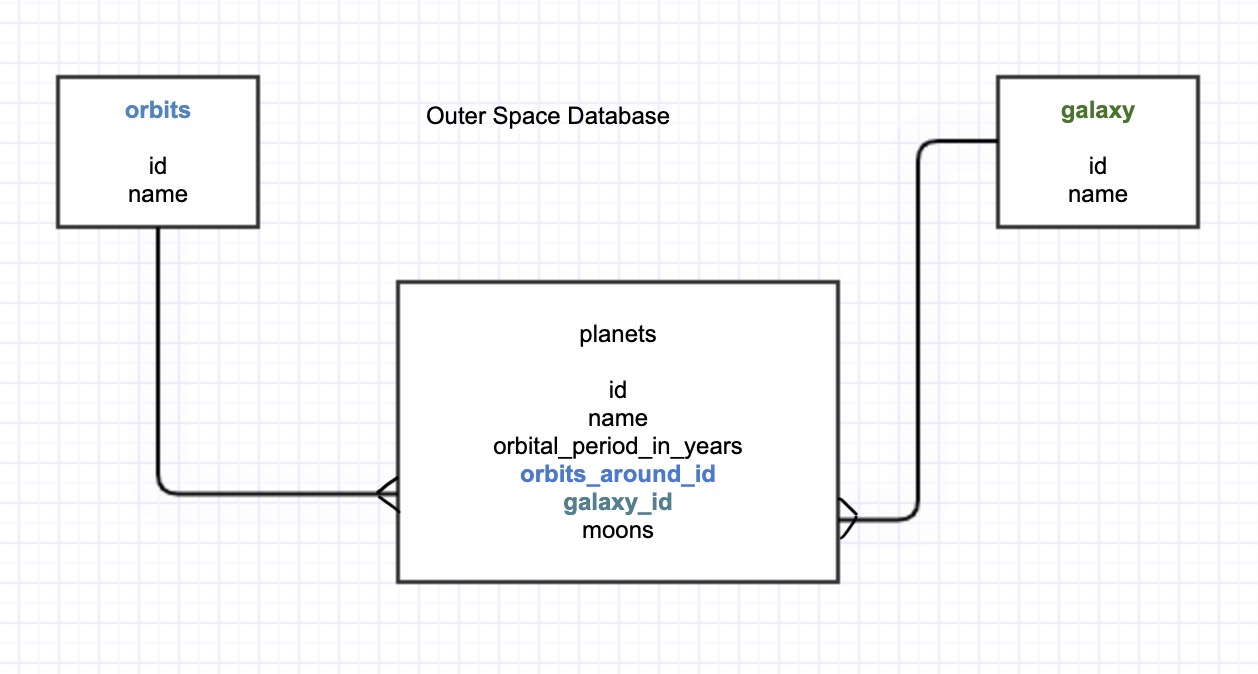 orbits
id
name
Outer Space Database
galaxy
id
name
planets
id
name
orbital_period_in_years
orbits_around_id
galaxy_id
moons